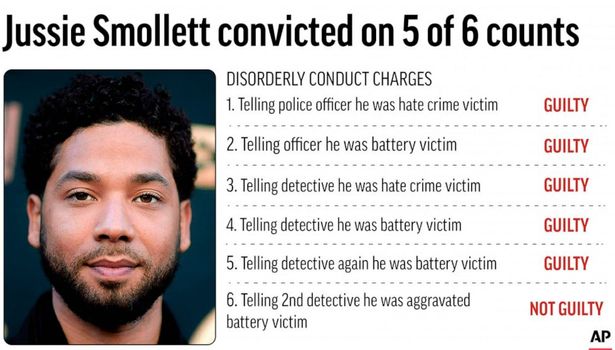 Jussie Smollett convicted on 5 of 6 counts
DISORDERLY CONDUCT CHARGES
1. Telling police officer he was hate crime victim GUILTY
2. Telling officer he was battery victim GUILTY
3. Telling detective he was hate crime victim GUILTY
4. Telling detective he was battery victim GUILTY
5. Telling detective again he was battery victim GUILTY
6. Telling 2nd detective he was aggravated
battery victim NOT GUILTY
AP